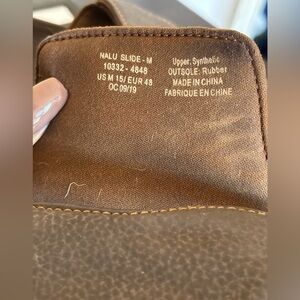 NALU SLIDE - M
10332 - 4848
US M 15/ EUR 48
OC 09/19
Upper: Synthetic
OUTSOLE: Rubber
MADE IN CHINA
FABRIQUE EN CHINE